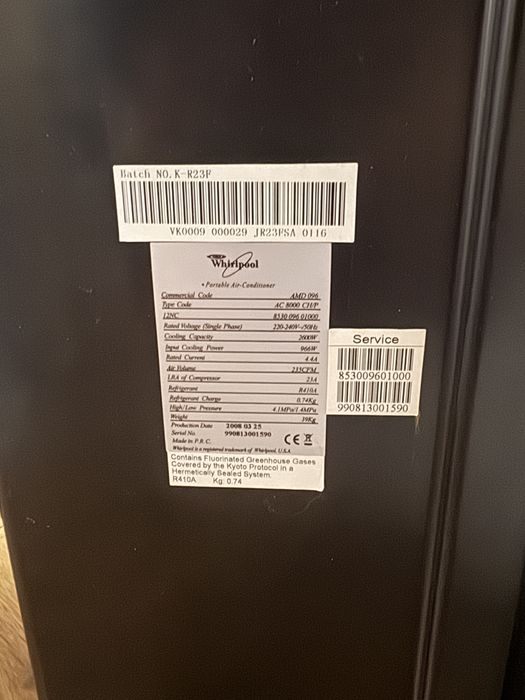 Batch NO. K-R23F
VK0009 000029 JR23FSA 0116
Whirlpool
• Portable Air-Conditioner
Commercial Code AMD 096
Type Code AC 8000 CH/P
12NC 8530 096 01000
Rated Voltage (Single Phase) 220-240V~/50Hz
Cooling Capacity 2600W
Input Cooling Power 966W
Rated Current 4.4A
Air Volume 235CFM
LRA of Compressor 23A
Refrigerant R410A
Refrigerant Charge 0.74Kg
High/Low Pressure 4.1MPa/1.4MPa
Weight 39Kg
Production Date 2008 03 25
Serial No. 990813001590
Made in P.R.C. CE
Whirlpool is a registered trademark of Whirlpool, U.S.A.
Contains Fluorinated Greenhouse Gases
Covered by the Kyoto Protocol in a
Hermetically Sealed System.
R410A Kg: 0.74
Service
853009601000
990813001590